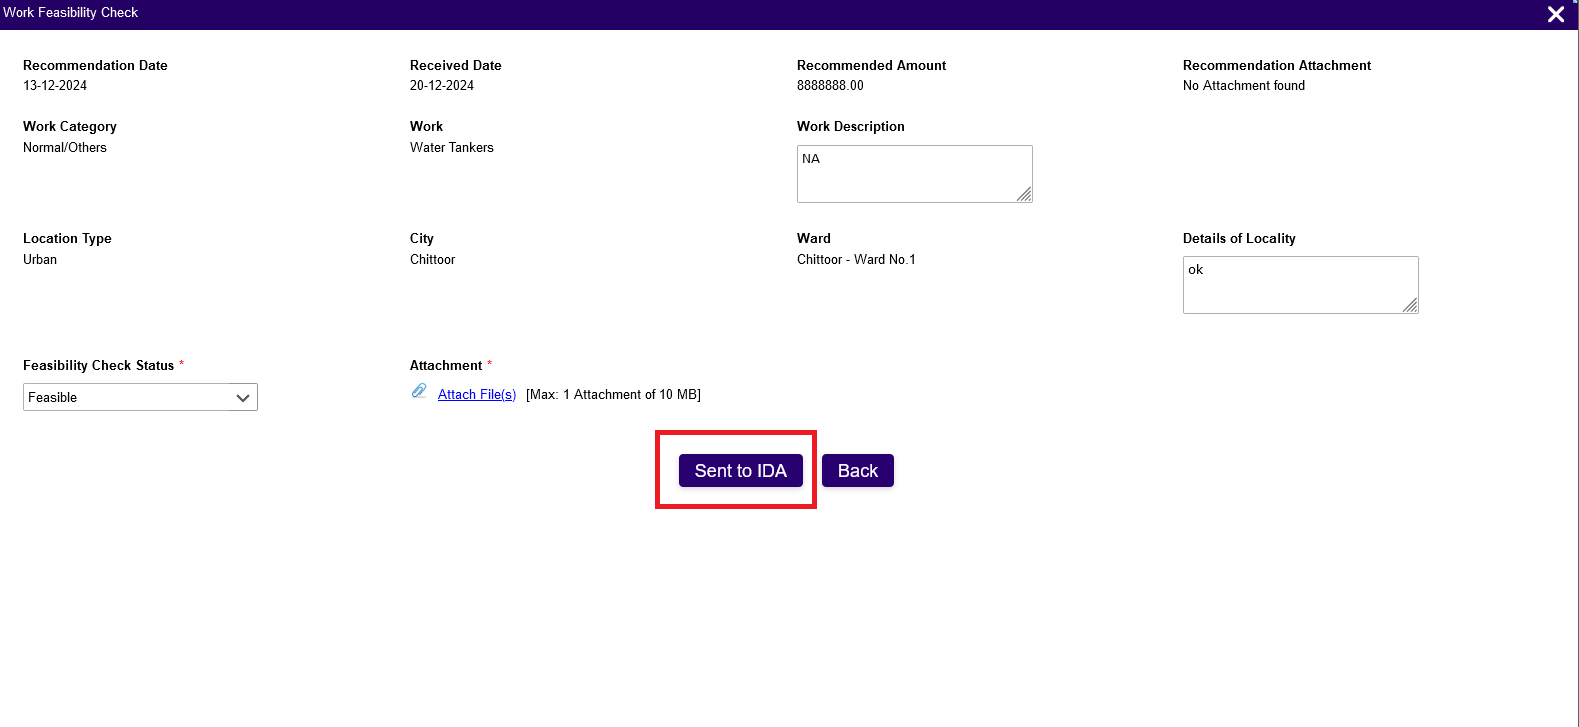 Work Feasibility Check
Recommendation Date
13-12-2024
Received Date
20-12-2024
Recommended Amount
8888888.00
Recommendation Attachment
No Attachment found
Work Category
Normal/Others
Work
Water Tankers
Work Description
NA
Location Type
Urban
City
Chittoor
Ward
Chittoor - Ward No.1
Details of Locality
ok
Feasibility Check Status *
Feasible
Attachment *
Attach File(s) [Max: 1 Attachment of 10 MB]
Sent to IDA
Back